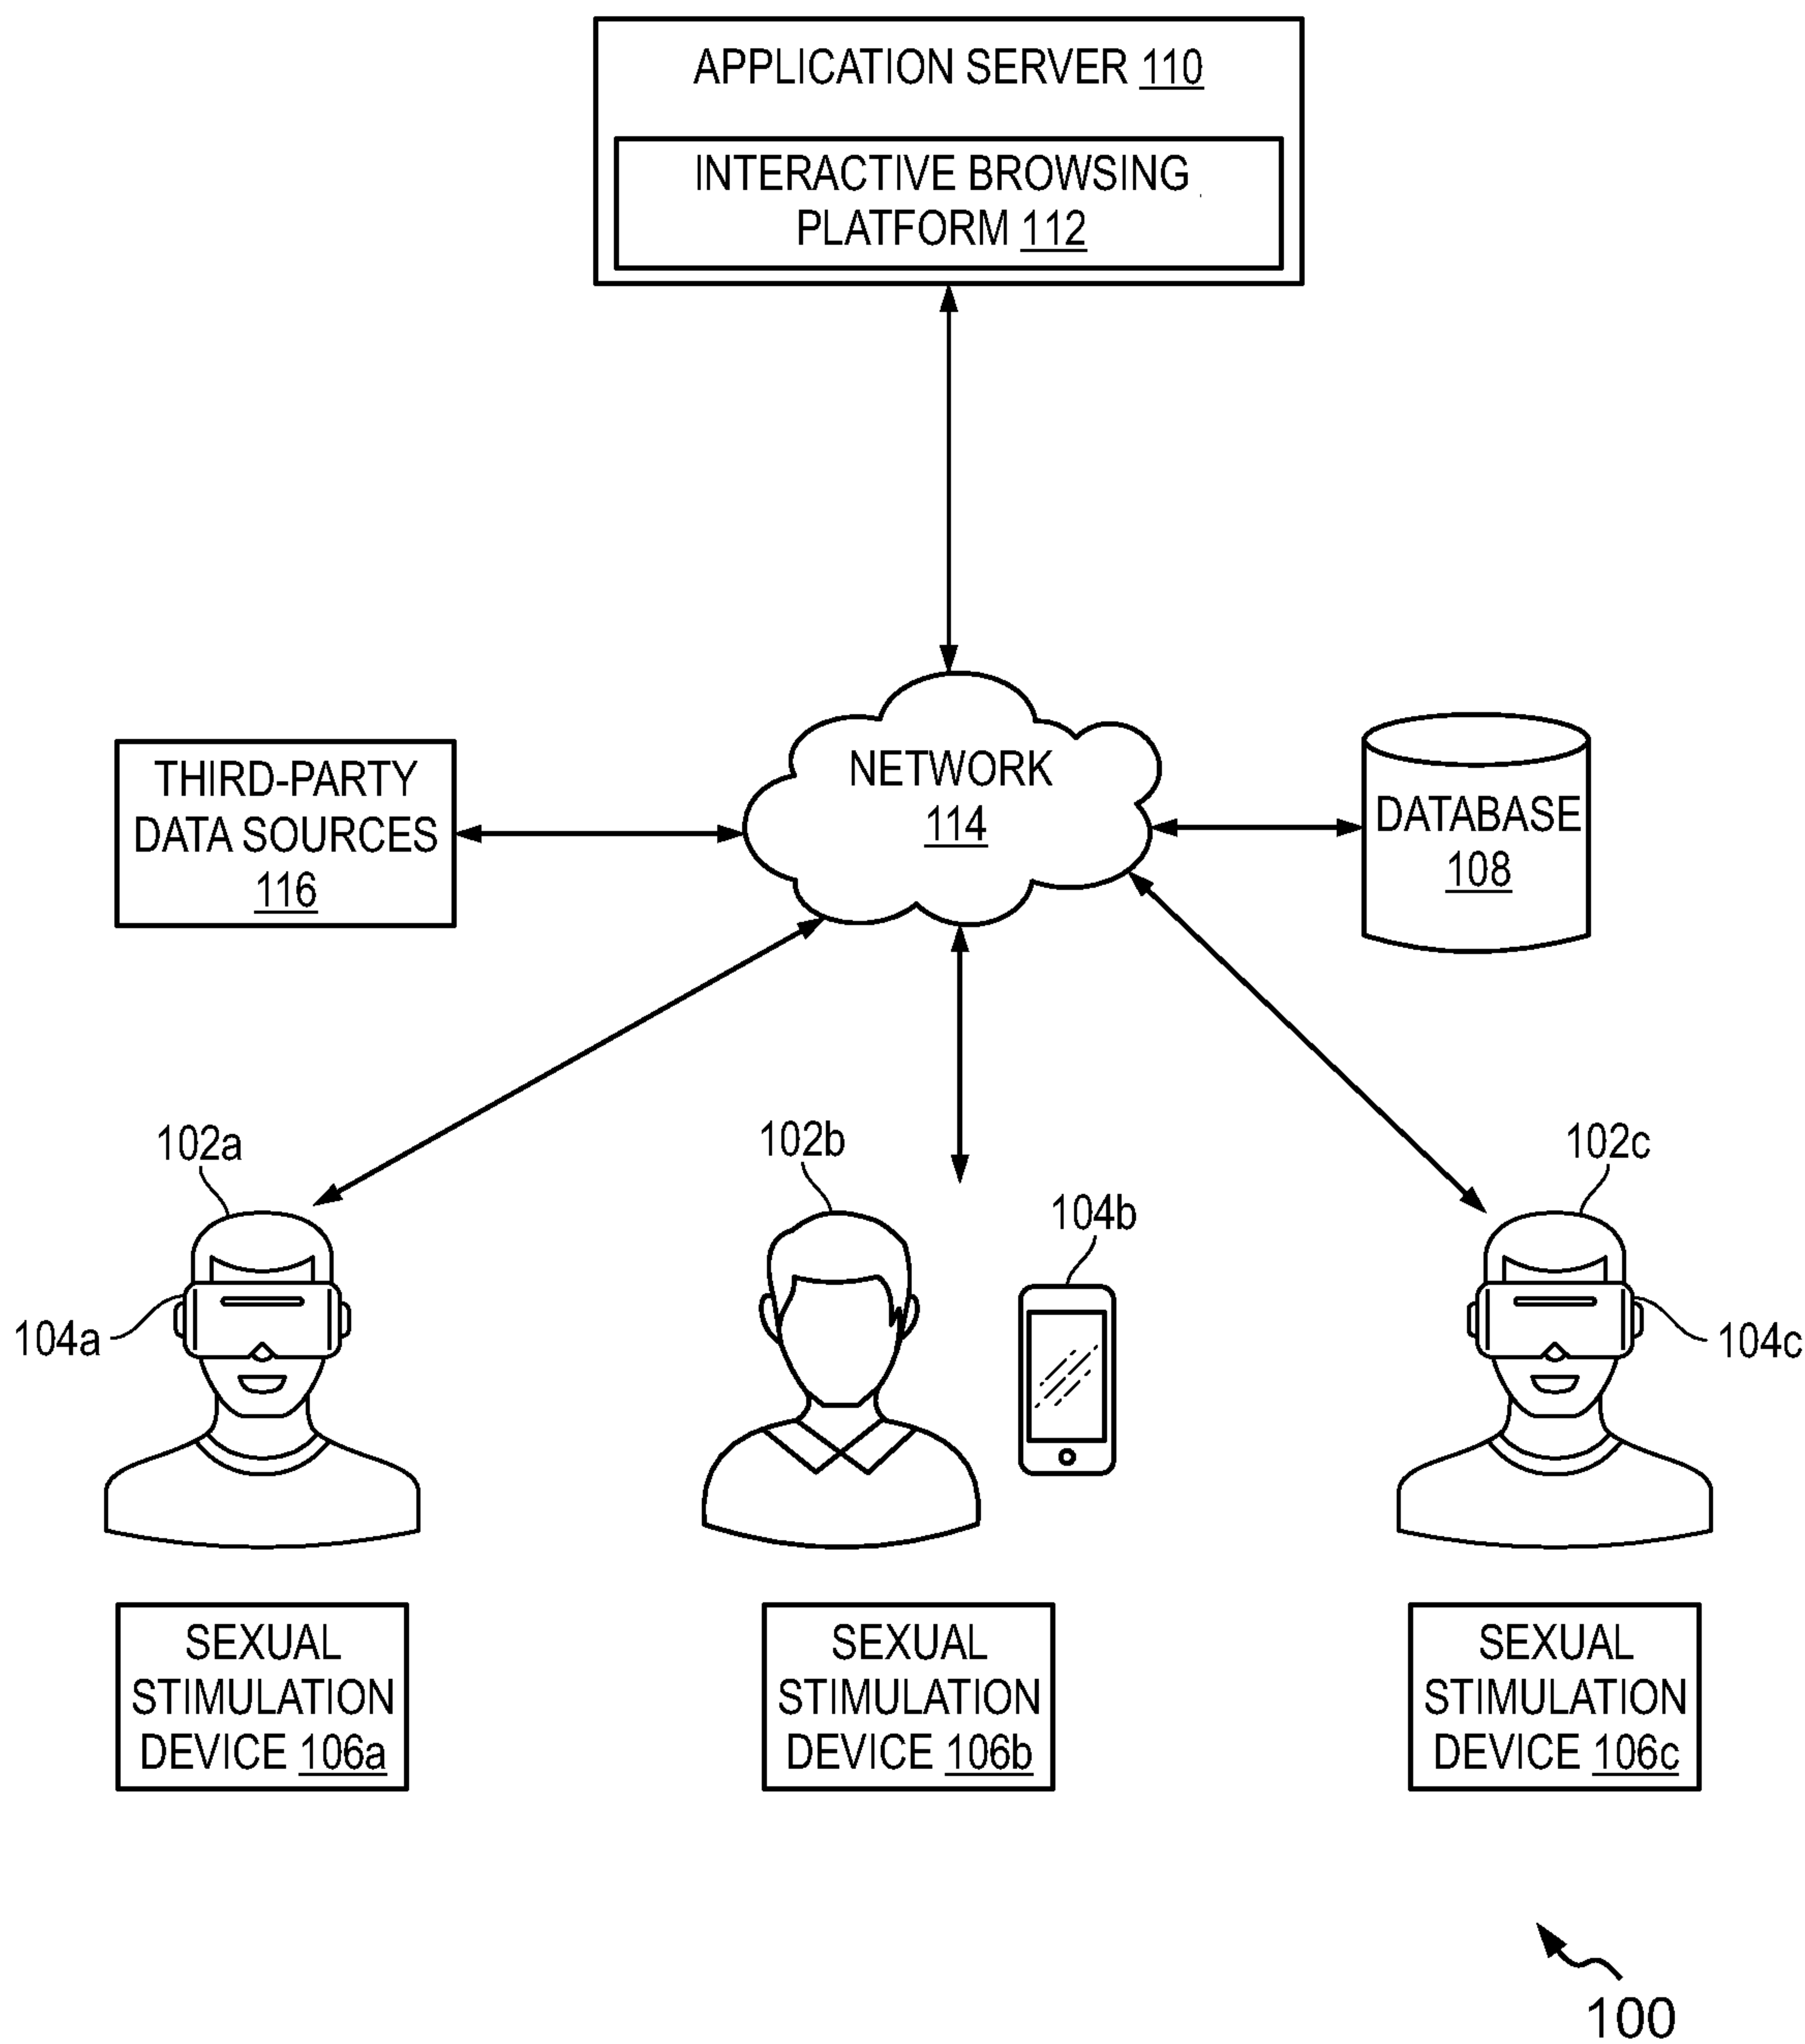 APPLICATION SERVER 110
INTERACTIVE BROWSING
PLATFORM 112
NETWORK
114
THIRD-PARTY
DATA SOURCES
116
DATABASE
108
102a
102b
102c
104a
104b
104c
SEXUAL
STIMULATION
DEVICE 106a
SEXUAL
STIMULATION
DEVICE 106b
SEXUAL
STIMULATION
DEVICE 106c
100